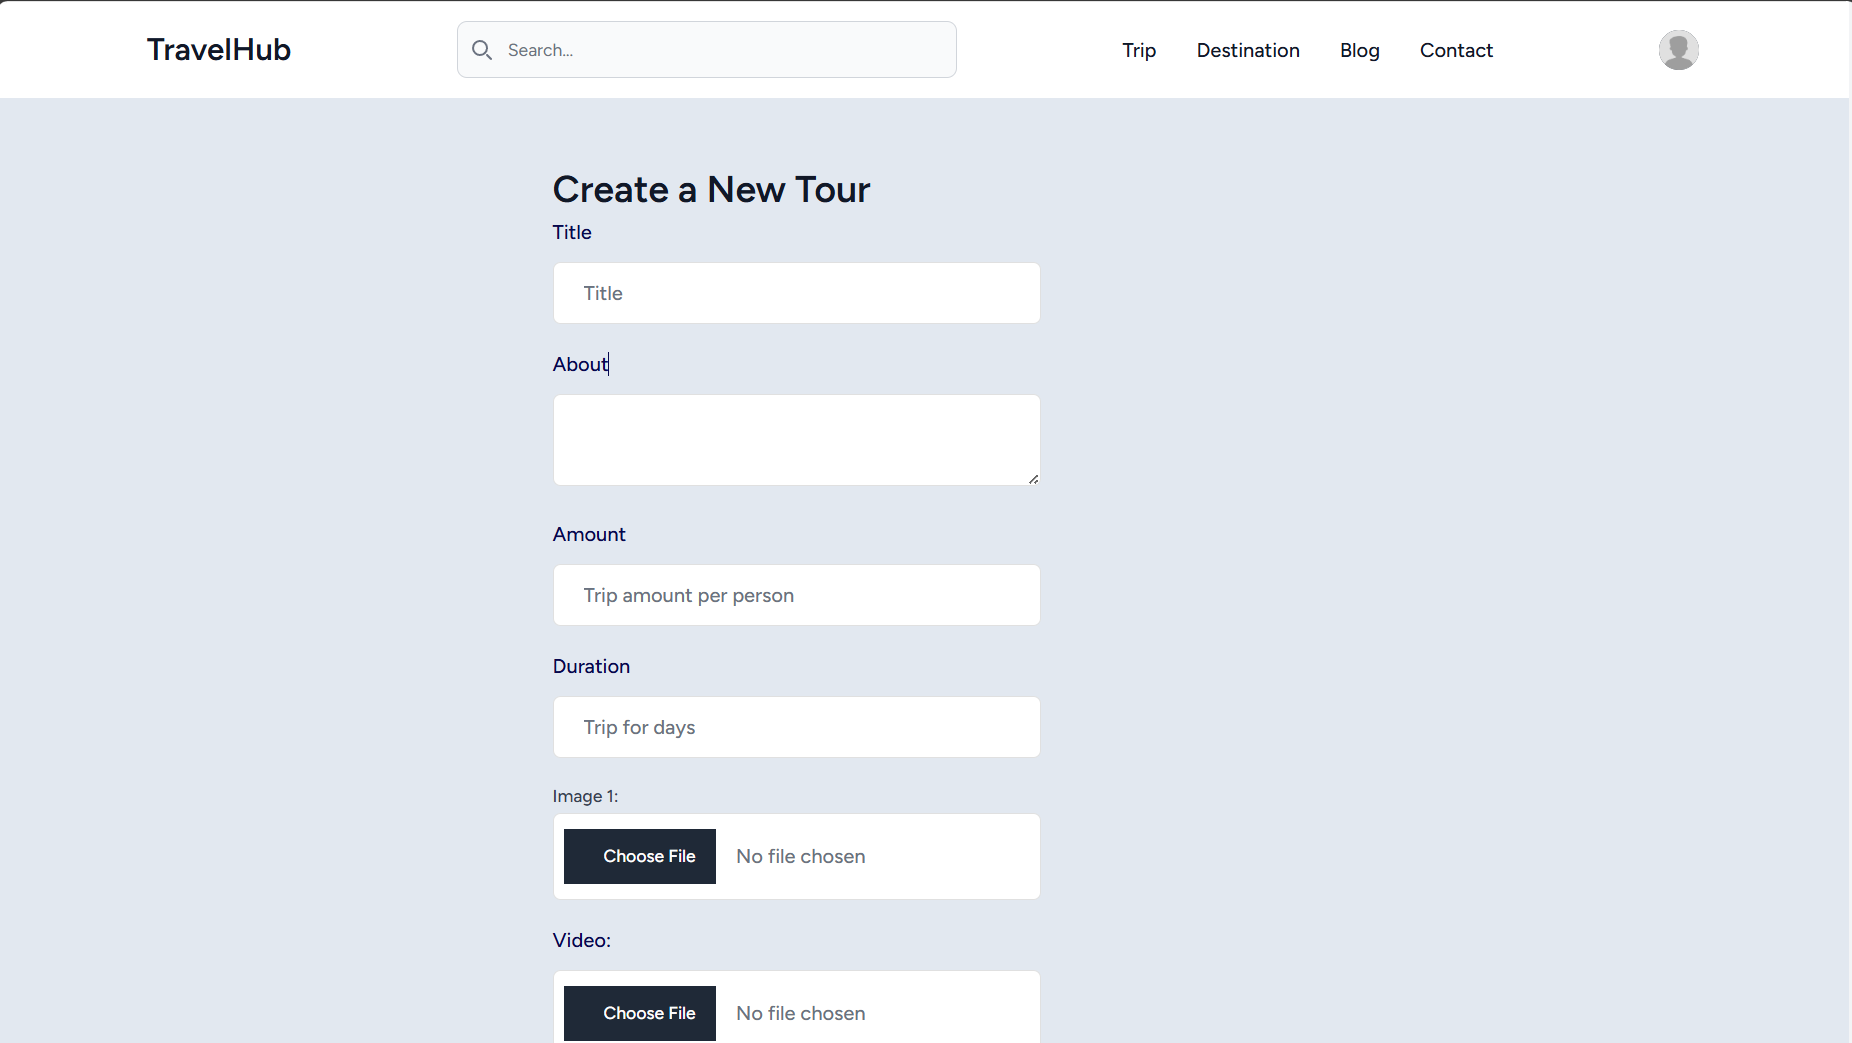 TravelHub
Search...
Trip
Destination
Blog
Contact
Create a New Tour
Title
Title
About
Amount
Trip amount per person
Duration
Trip for days
Image 1:
Choose File
No file chosen
Video:
Choose File
No file chosen